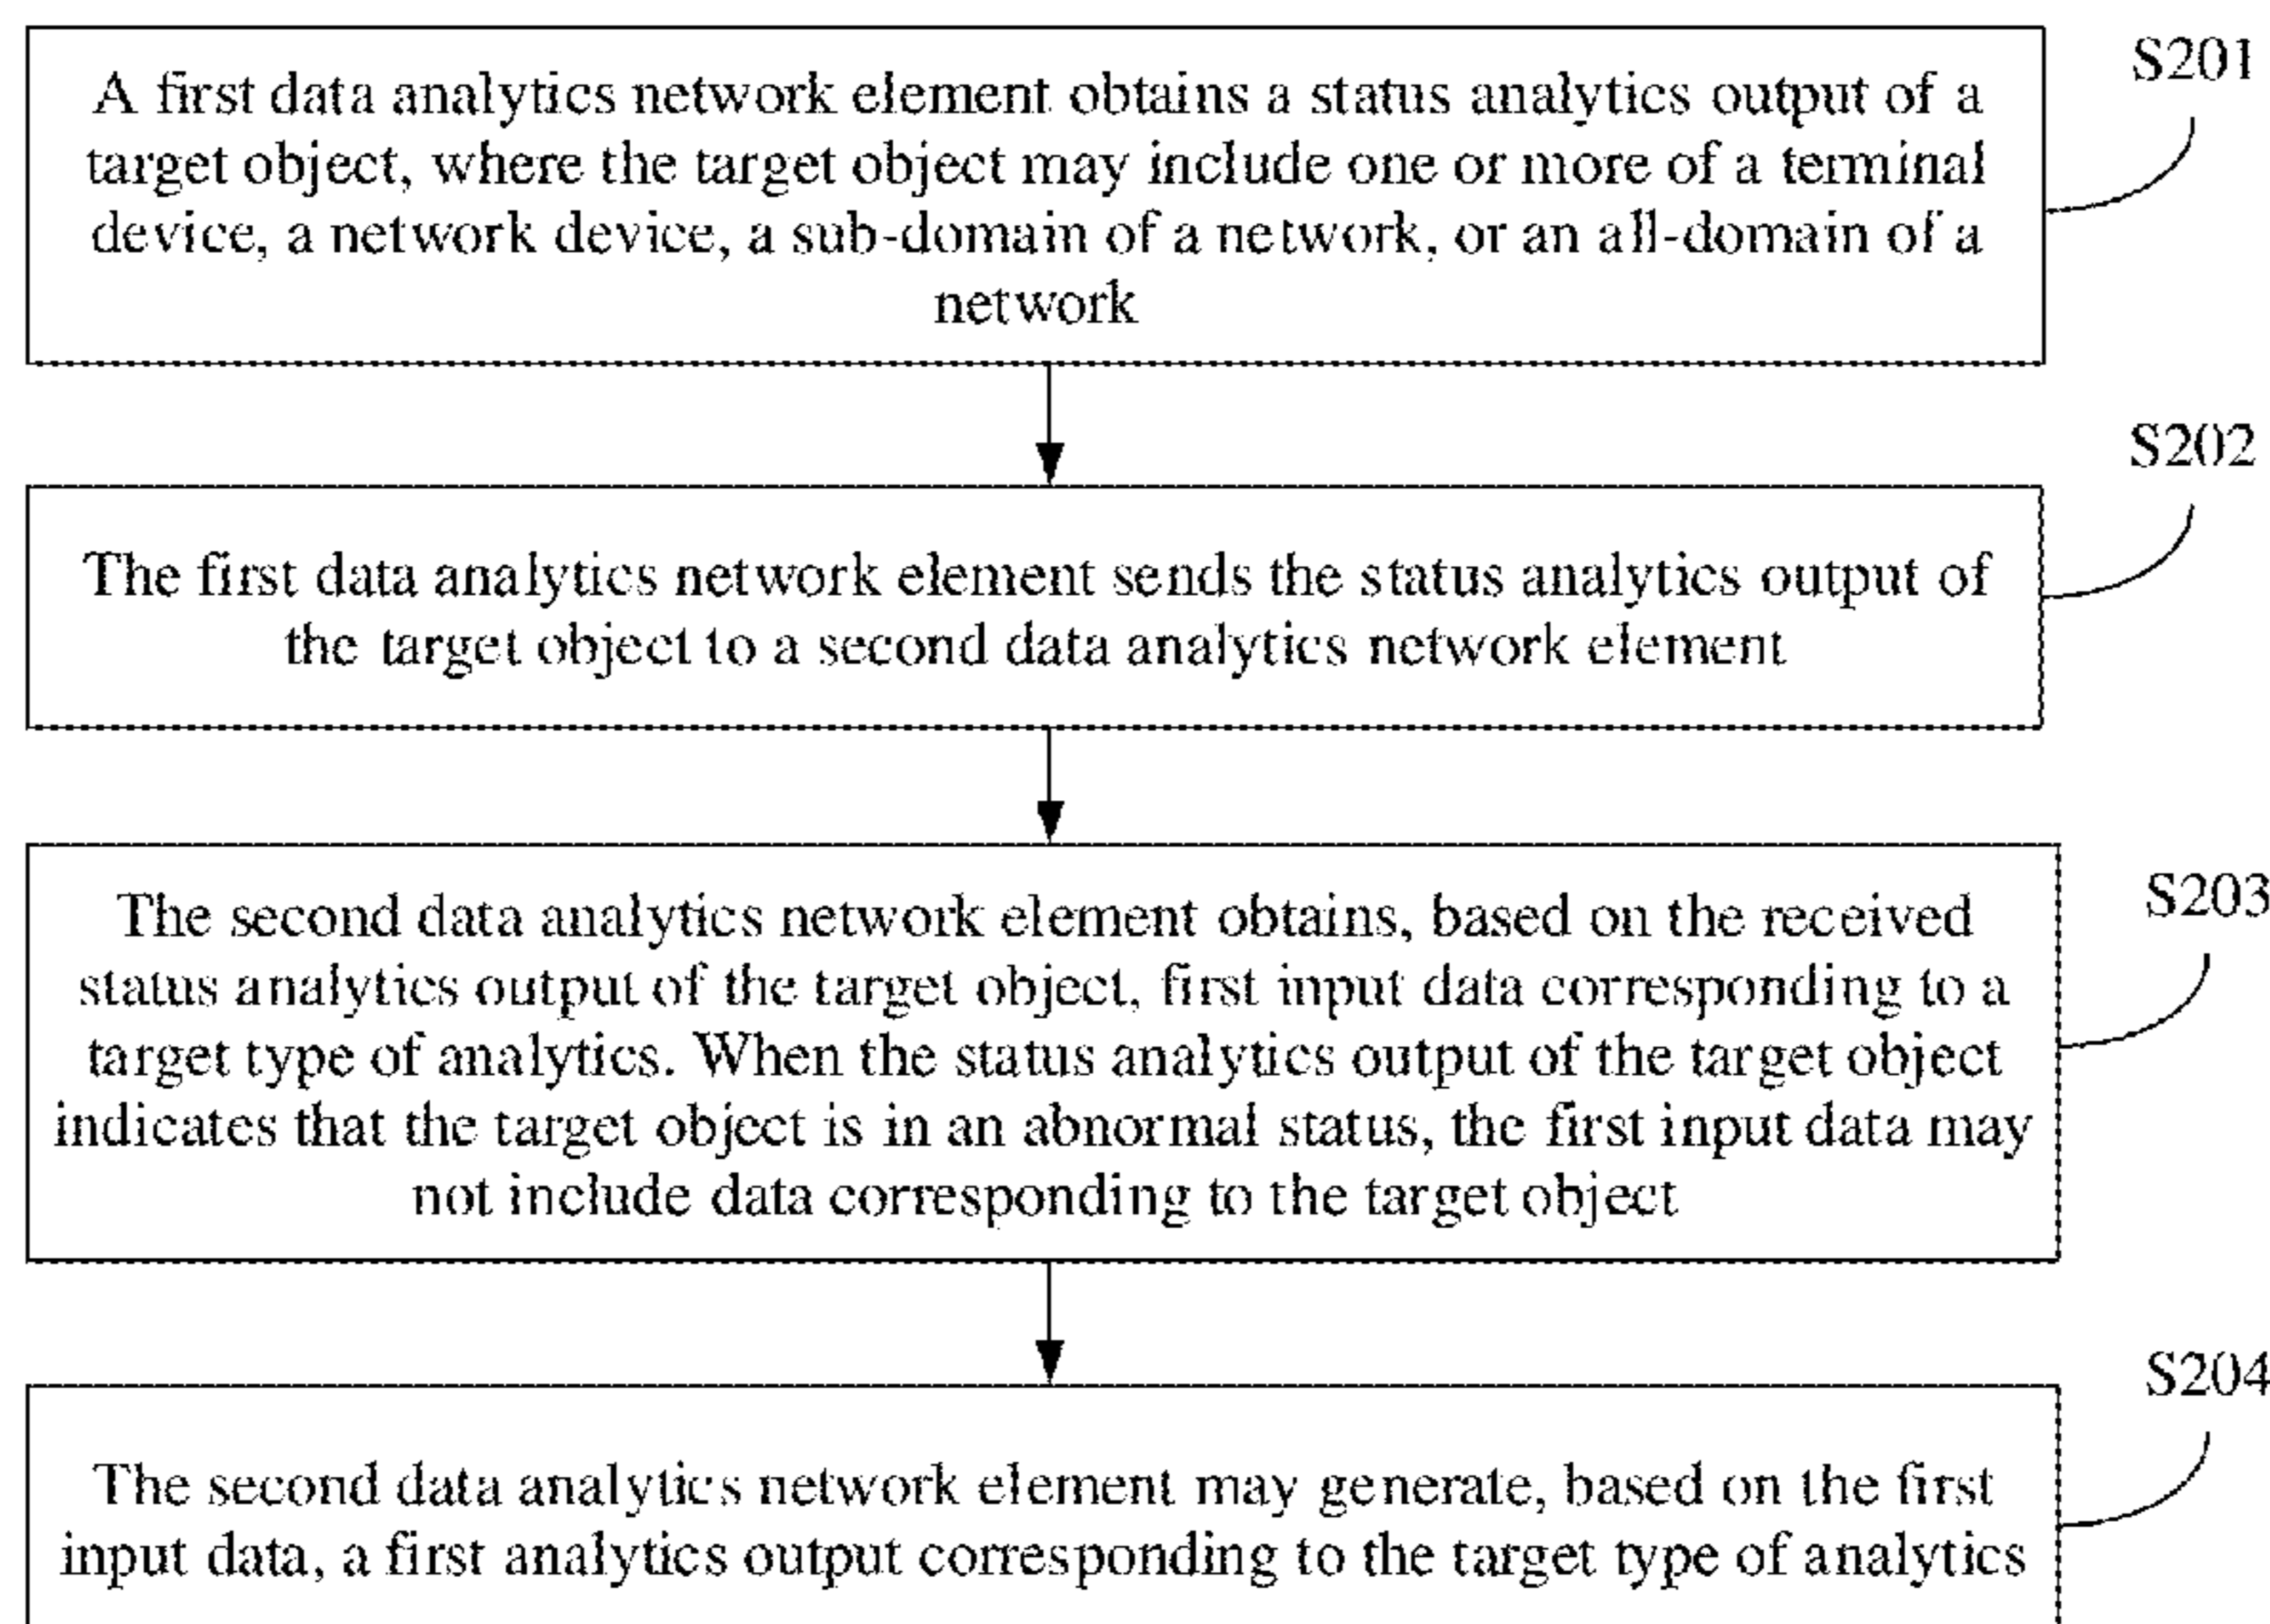 A first data analytics network element obtains a status analytics output of a
target object, where the target object may include one or more of a terminal
device, a network device, a sub-domain of a network, or an all-domain of a
network
S201
The first data analytics network element sends the status analytics output of
the target object to a second data analytics network element
S202
The second data analytics network element obtains, based on the received
status analytics output of the target object, first input data corresponding to a
target type of analytics. When the status analytics output of the target object
indicates that the target object is in an abnormal status, the first input data may
not include data corresponding to the target object
S203
The second data analytics network element may generate, based on the first
input data, a first analytics output corresponding to the target type of analytics
S204